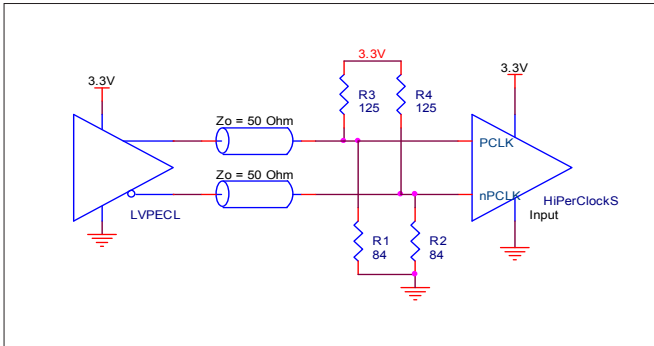 3.3V
3.3V
3.3V
R3
125
R4
125
Zo = 50 Ohm
PCLK
Zo = 50 Ohm
nPCLK
HiPerClockS
Input
LVPECL
R1
84
R2
84